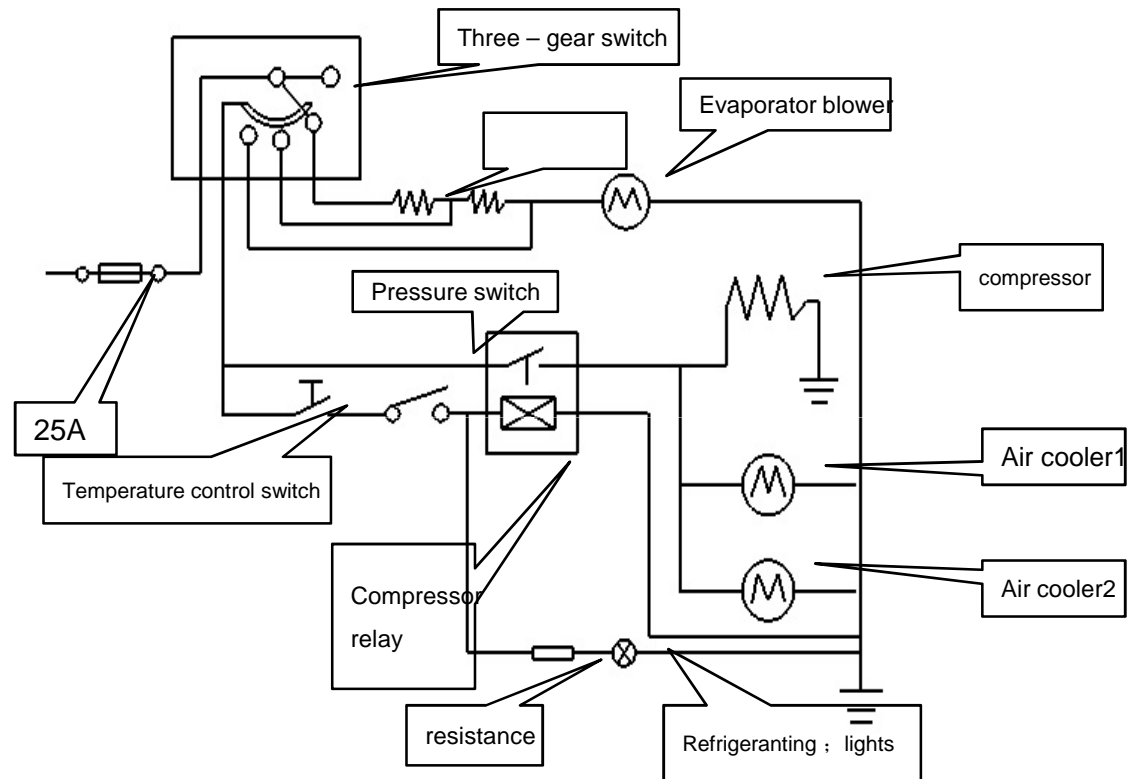 Three – gear switch
Evaporator blower
compressor
Pressure switch
25A
Temperature control switch
Air cooler1
Air cooler2
Compressor
relay
resistance
Refrigeranting ; lights